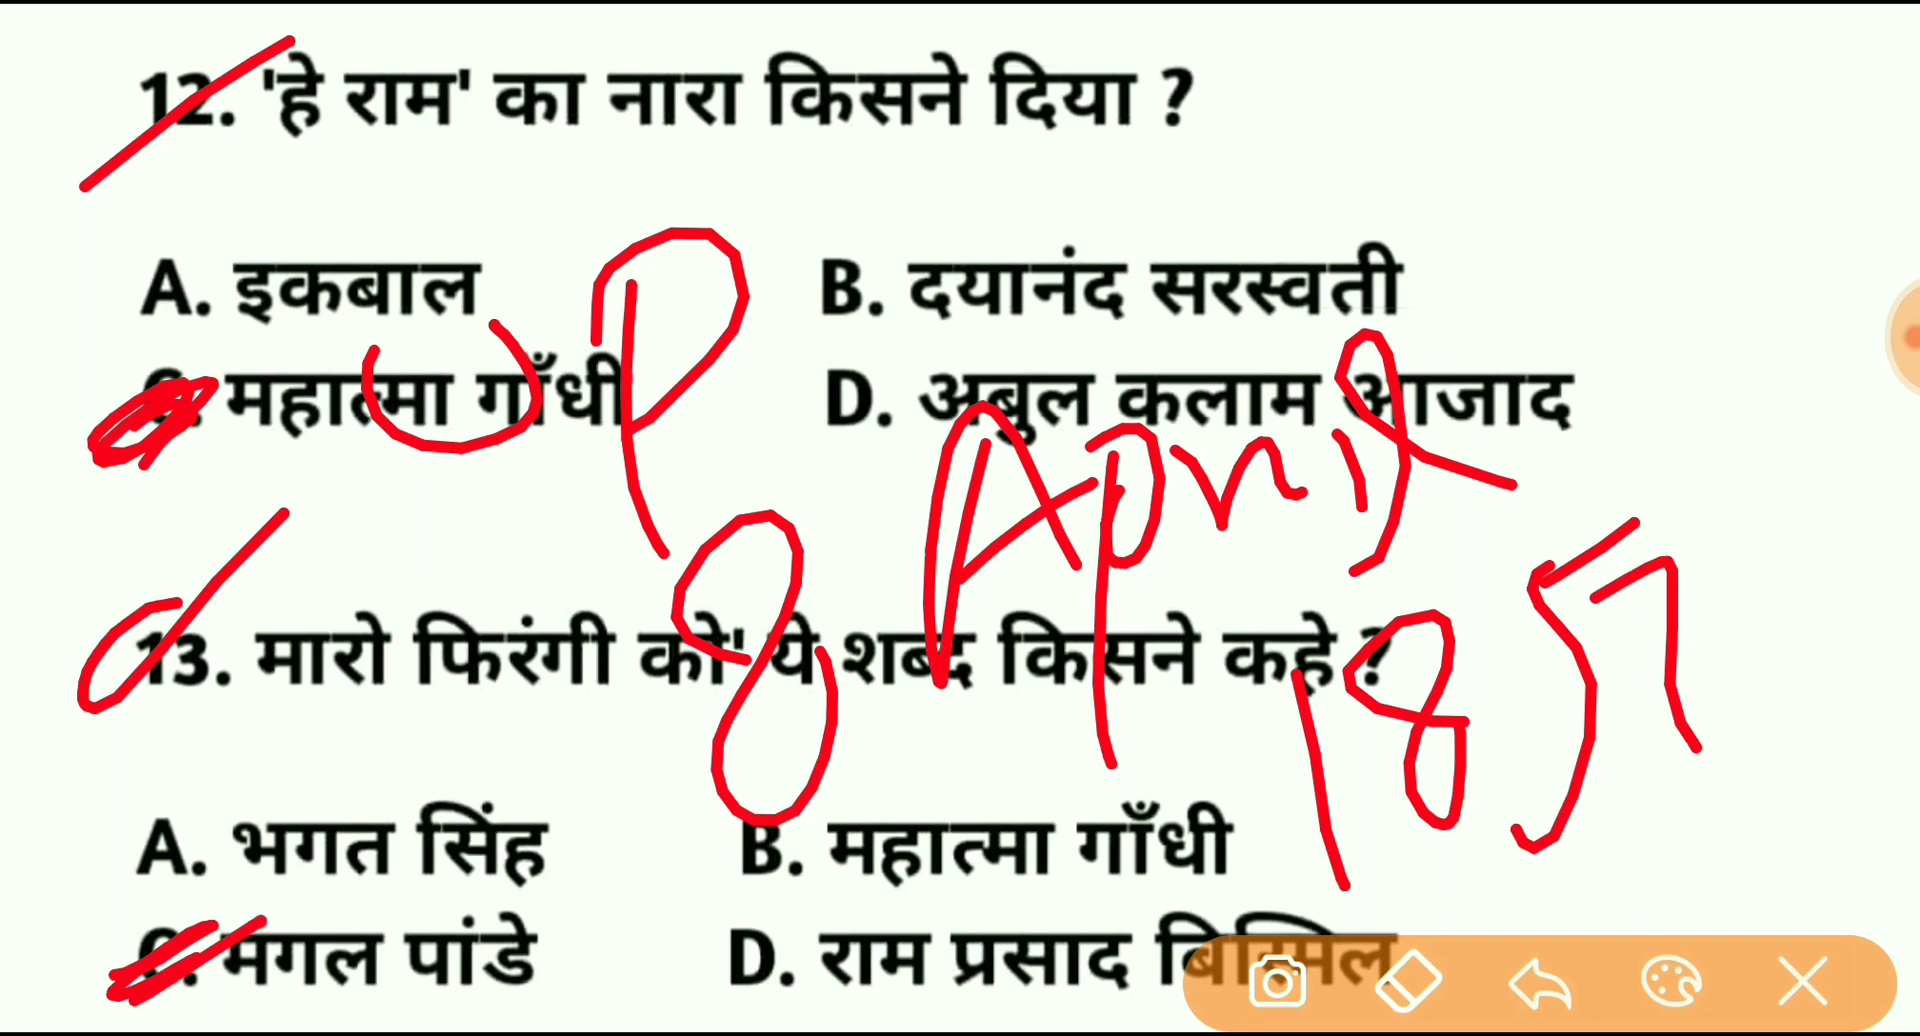 12. 'हे राम' का नारा किसने दिया ?
A. इकबाल B. दयानंद सरस्वती
C. महात्मा गाँधी D. अबुल कलाम आजाद
UP
8 April
1857
13. मारो फिरंगी को' ये शब्द किसने कहे ?
A. भगत सिंह B. महात्मा गाँधी
C. मंगल पांडे D. राम प्रसाद बिस्मिल